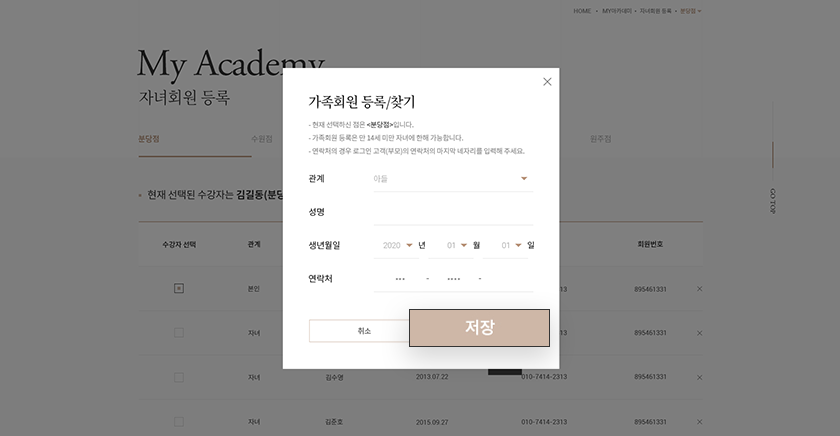 HOME • MY아카데미 • 자녀회원 등록 • 분당점
My Academy
자녀회원 등록
분당점 수원점 원주점
현재 선택된 수강자는 김길동(분당
수강자 선택 관계 회원번호
본인 895461331
자녀 895461331
자녀 김수영 2013.07.22 010-7414-2313 895461331
자녀 김준호 2015.09.27 010-7414-2313 895461331
GO TOP
가족회원 등록/찾기
- 현재 선택하신 점은 <분당점>입니다.
- 가족회원 등록은 만 14세 미만 자녀에 한해 가능합니다.
- 연락처의 경우 로그인 고객(부모)의 연락처의 마지막 네자리를 입력해 주세요.
관계 아들
성명
생년월일 2020 년 01 월 01 일
연락처 --- - ---- -
취소 저장